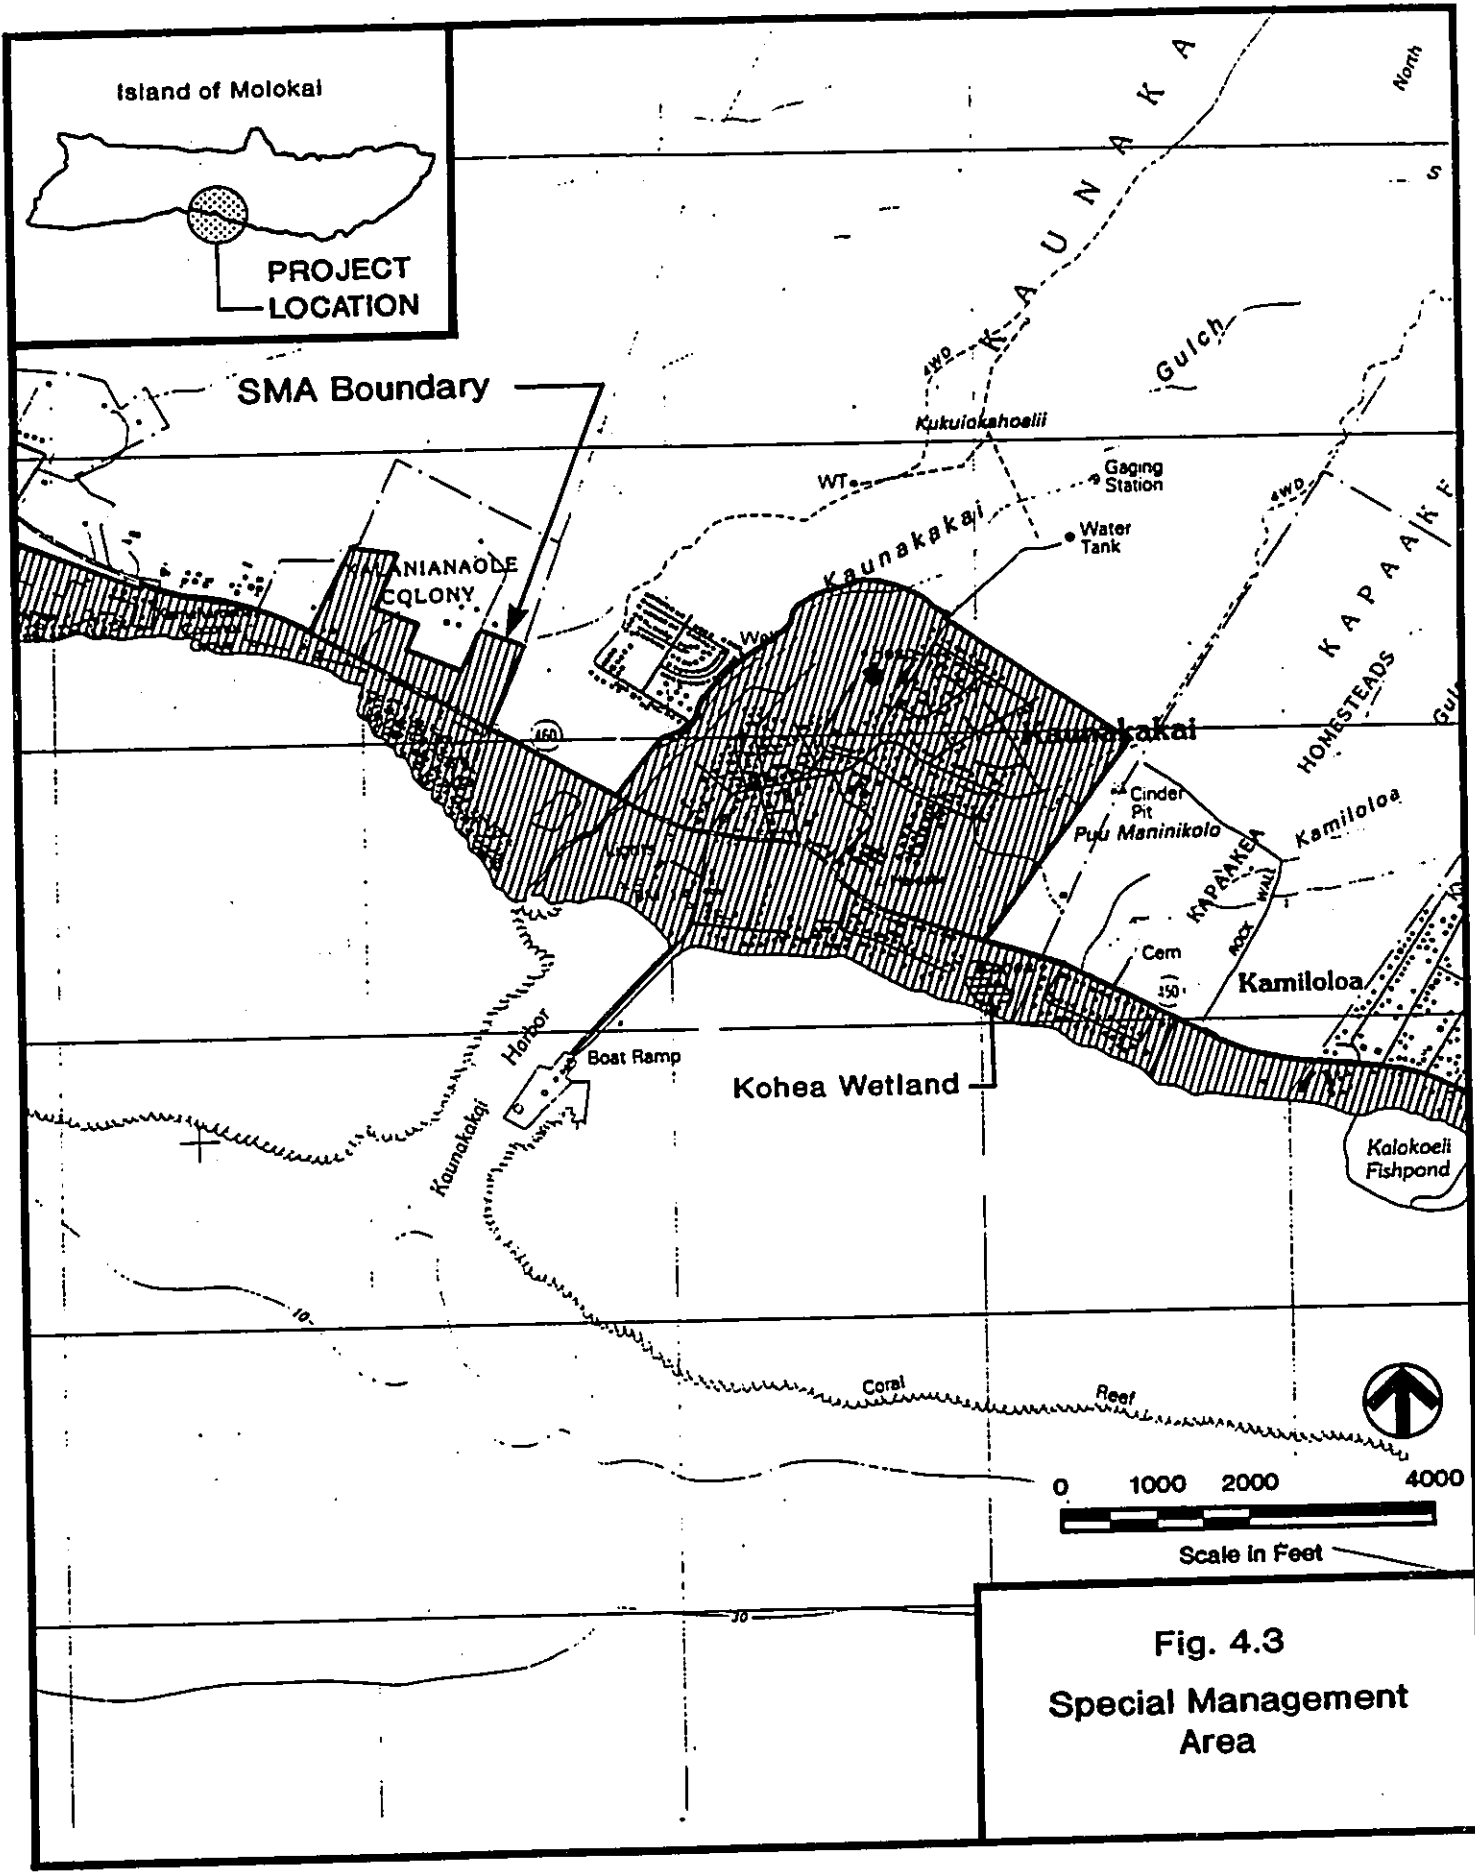 Island of Molokai
PROJECT
LOCATION
North
S
K A U N A K A
SMA Boundary
4WD
Gulch
Kukuiokahoalii
WT
Gaging
Station
Kaunakakai
Water
Tank
4WD
KAPAAKE
HOMESTEADS
COLONY
460
Kaunakakai
Cinder
Pit
Puu Maninikolo
Kamiloloa
KAPAAKEA
ROCK WALL
Cem
450
Kamiloloa
Kaunakakai Harbor
Boat Ramp
Kohea Wetland
Kalokoeli
Fishpond
10
Coral Reef
0 1000 2000 4000
Scale in Feet
30
Fig. 4.3
Special Management
Area